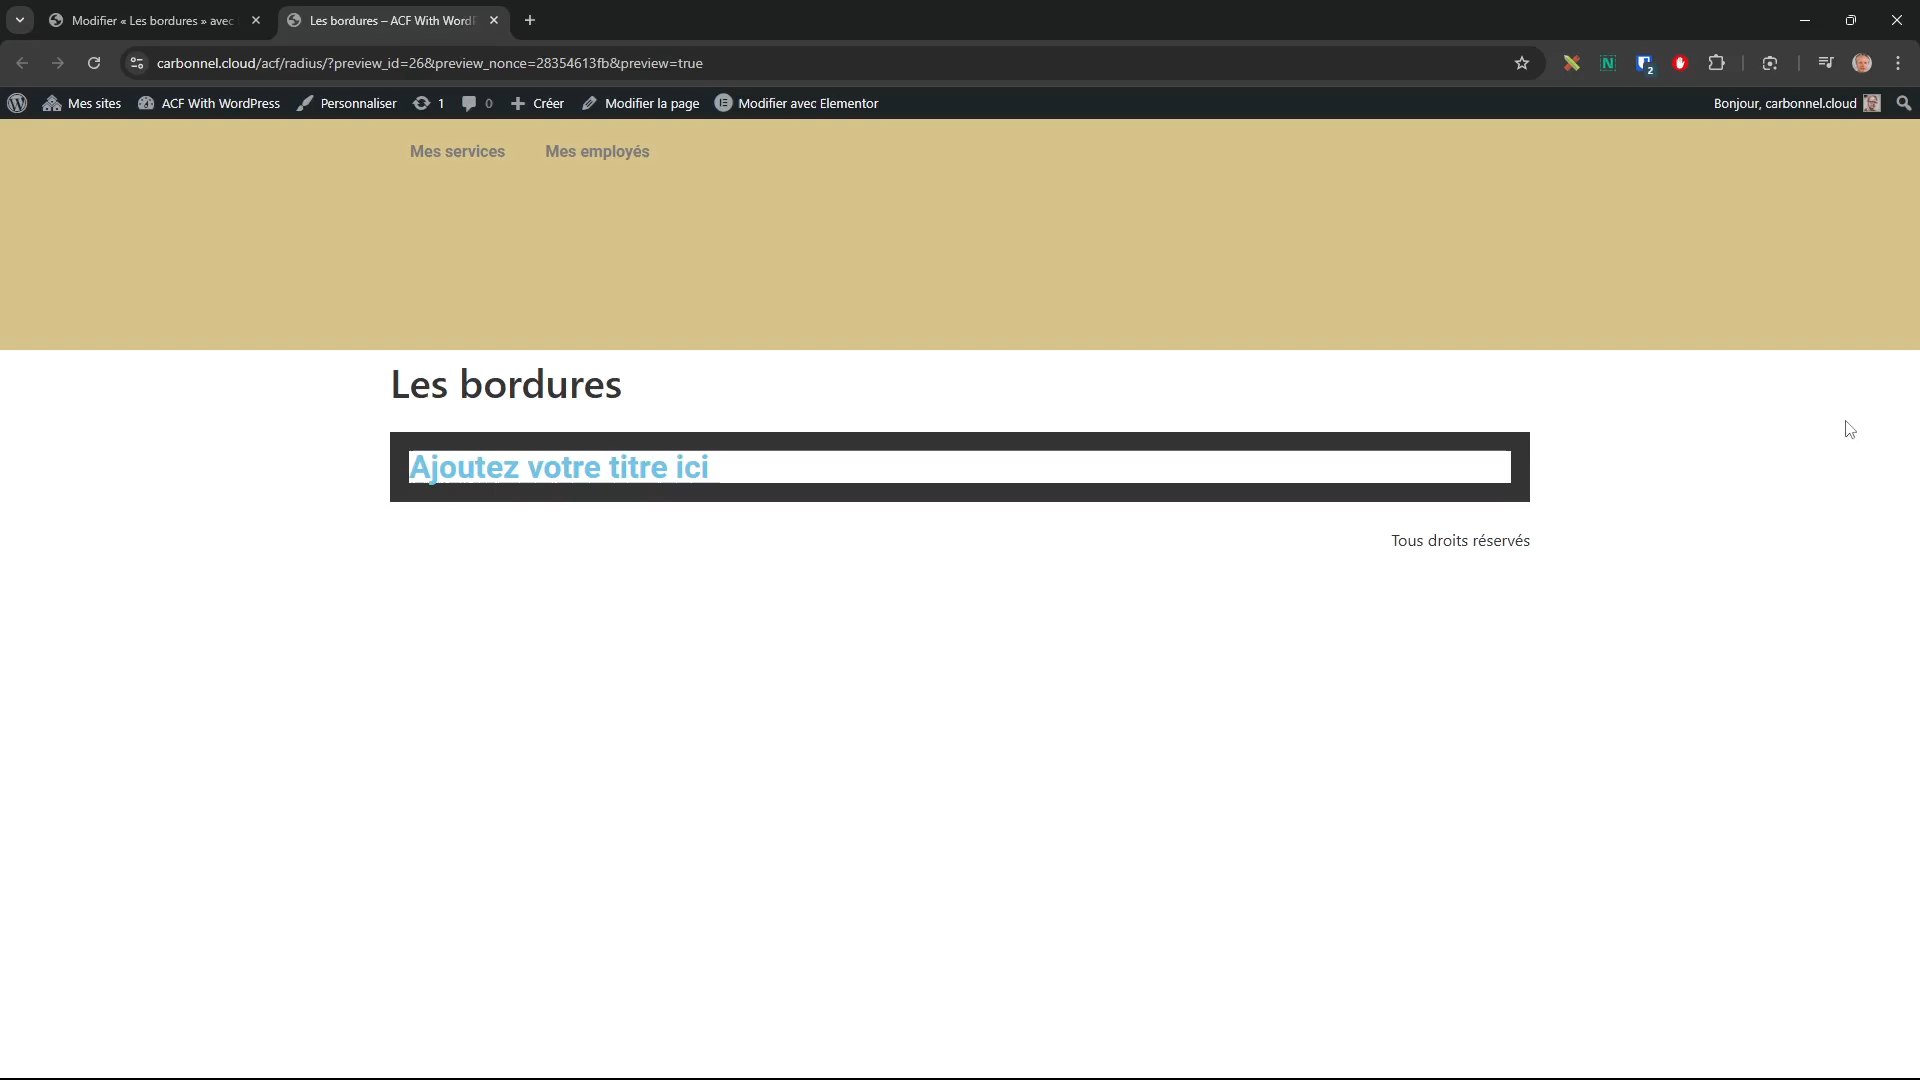 Modifier « Les bordures » avec
Les bordures – ACF With WordP
carbonnel.cloud/acf/radius/?preview_id=26&preview_nonce=28354613fb&preview=true
N
2
Mes sites
ACF With WordPress
Personnaliser
1
0
Créer
Modifier la page
Modifier avec Elementor
Bonjour, carbonnel.cloud
Mes services
Mes employés
Les bordures
Ajoutez votre titre ici
Tous droits réservés